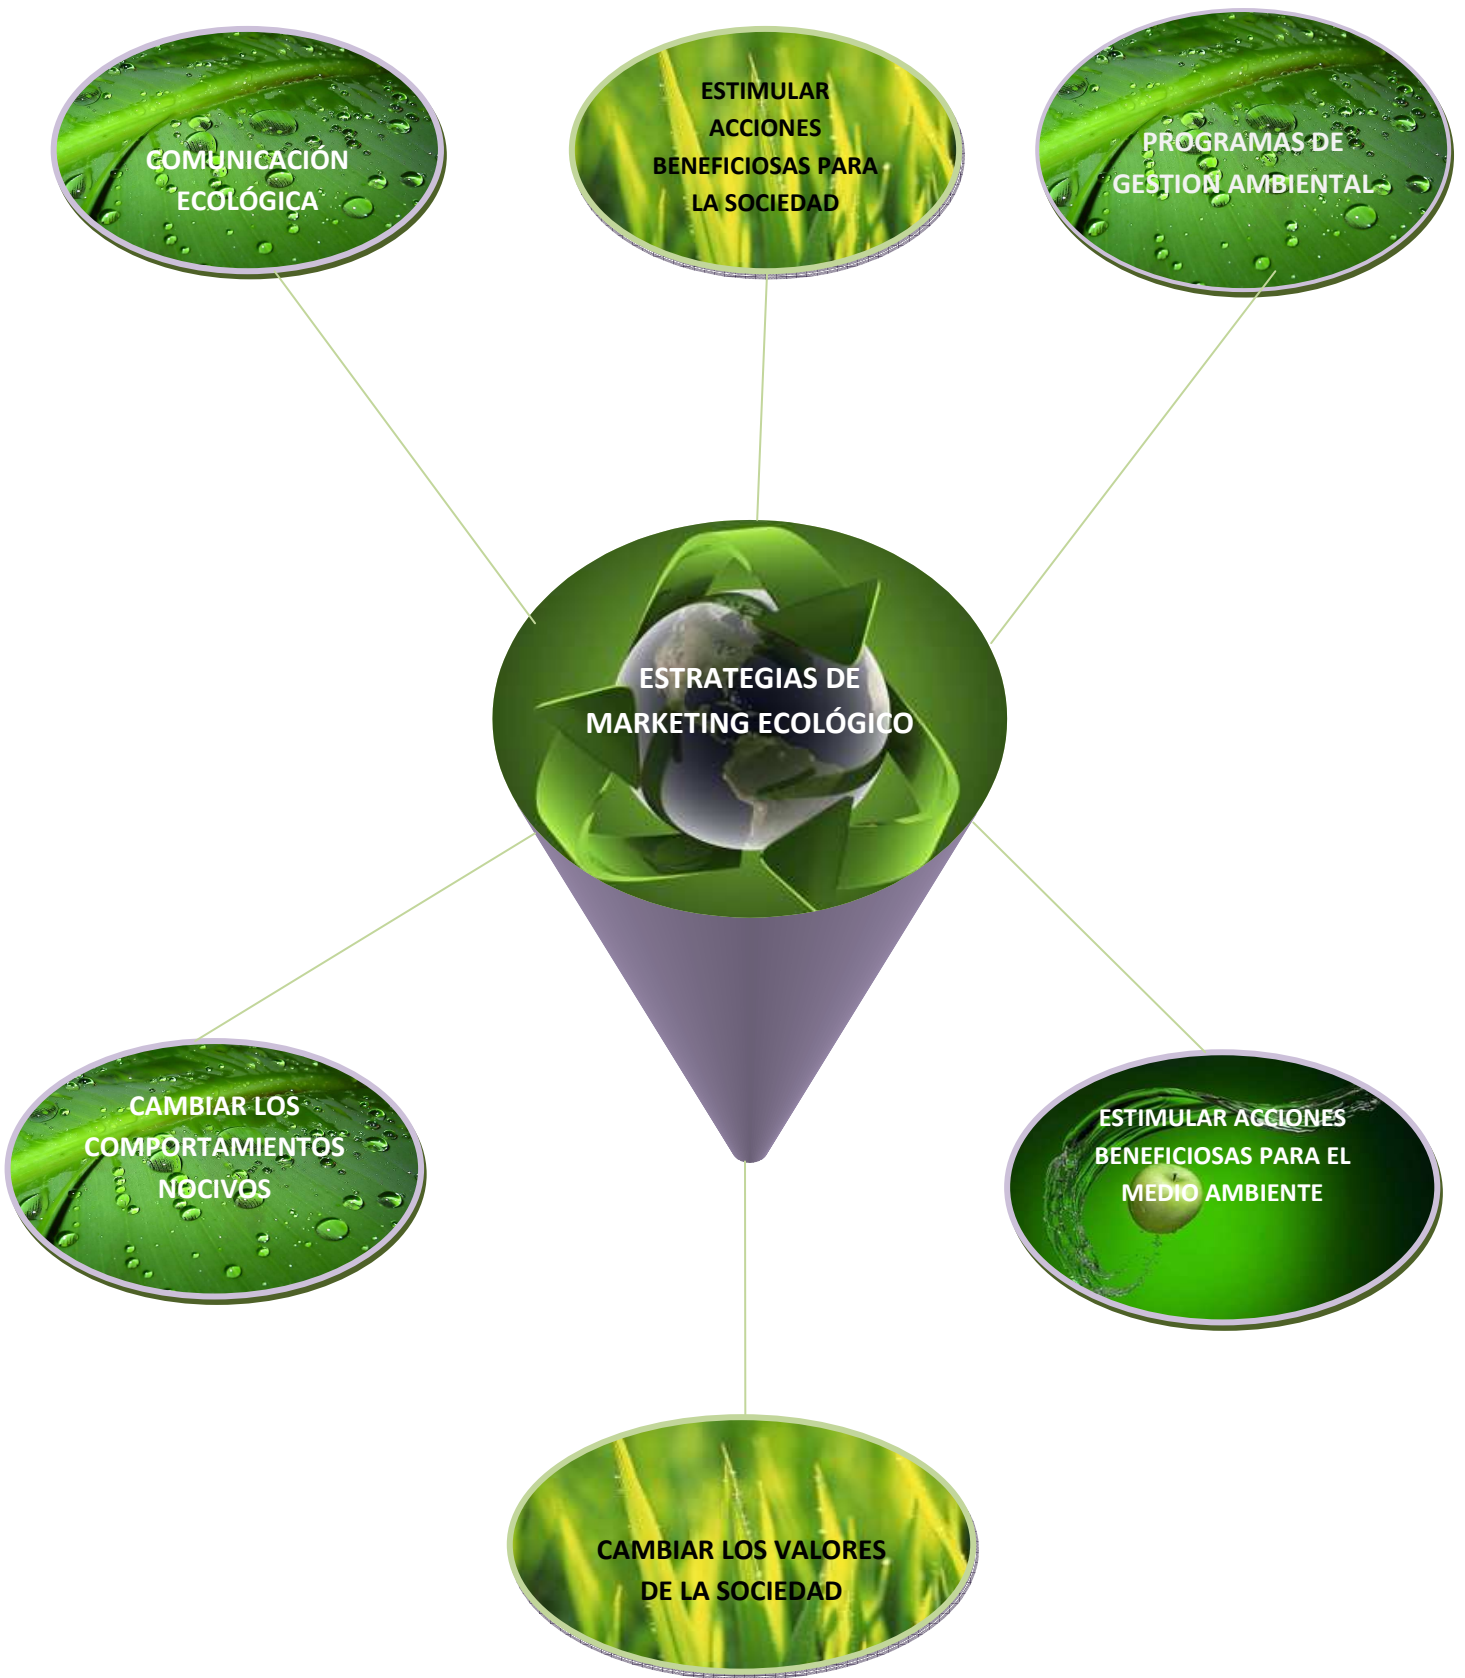 COMUNICACIÓN
ECOLÓGICA
ESTIMULAR
ACCIONES
BENEFICIOSAS PARA
LA SOCIEDAD
PROGRAMAS DE
GESTION AMBIENTAL
ESTRATEGIAS DE
MARKETING ECOLÓGICO
CAMBIAR LOS
COMPORTAMIENTOS
NOCIVOS
ESTIMULAR ACCIONES
BENEFICIOSAS PARA EL
MEDIO AMBIENTE
CAMBIAR LOS VALORES
DE LA SOCIEDAD